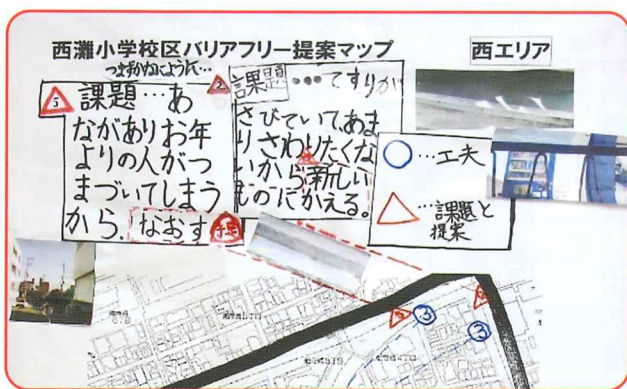 西灘小学校区バリアフリー提案マップ
西エリア
つまずかないように…
5
課題…あ
ながありお年
よりの人がつ
まづいてしまう
から、なおす
2
課題…てすりが
さびていて、あま
りさわりたくな
いから新しい
ものにかえる。
…工夫
…課題と
提案
3
3